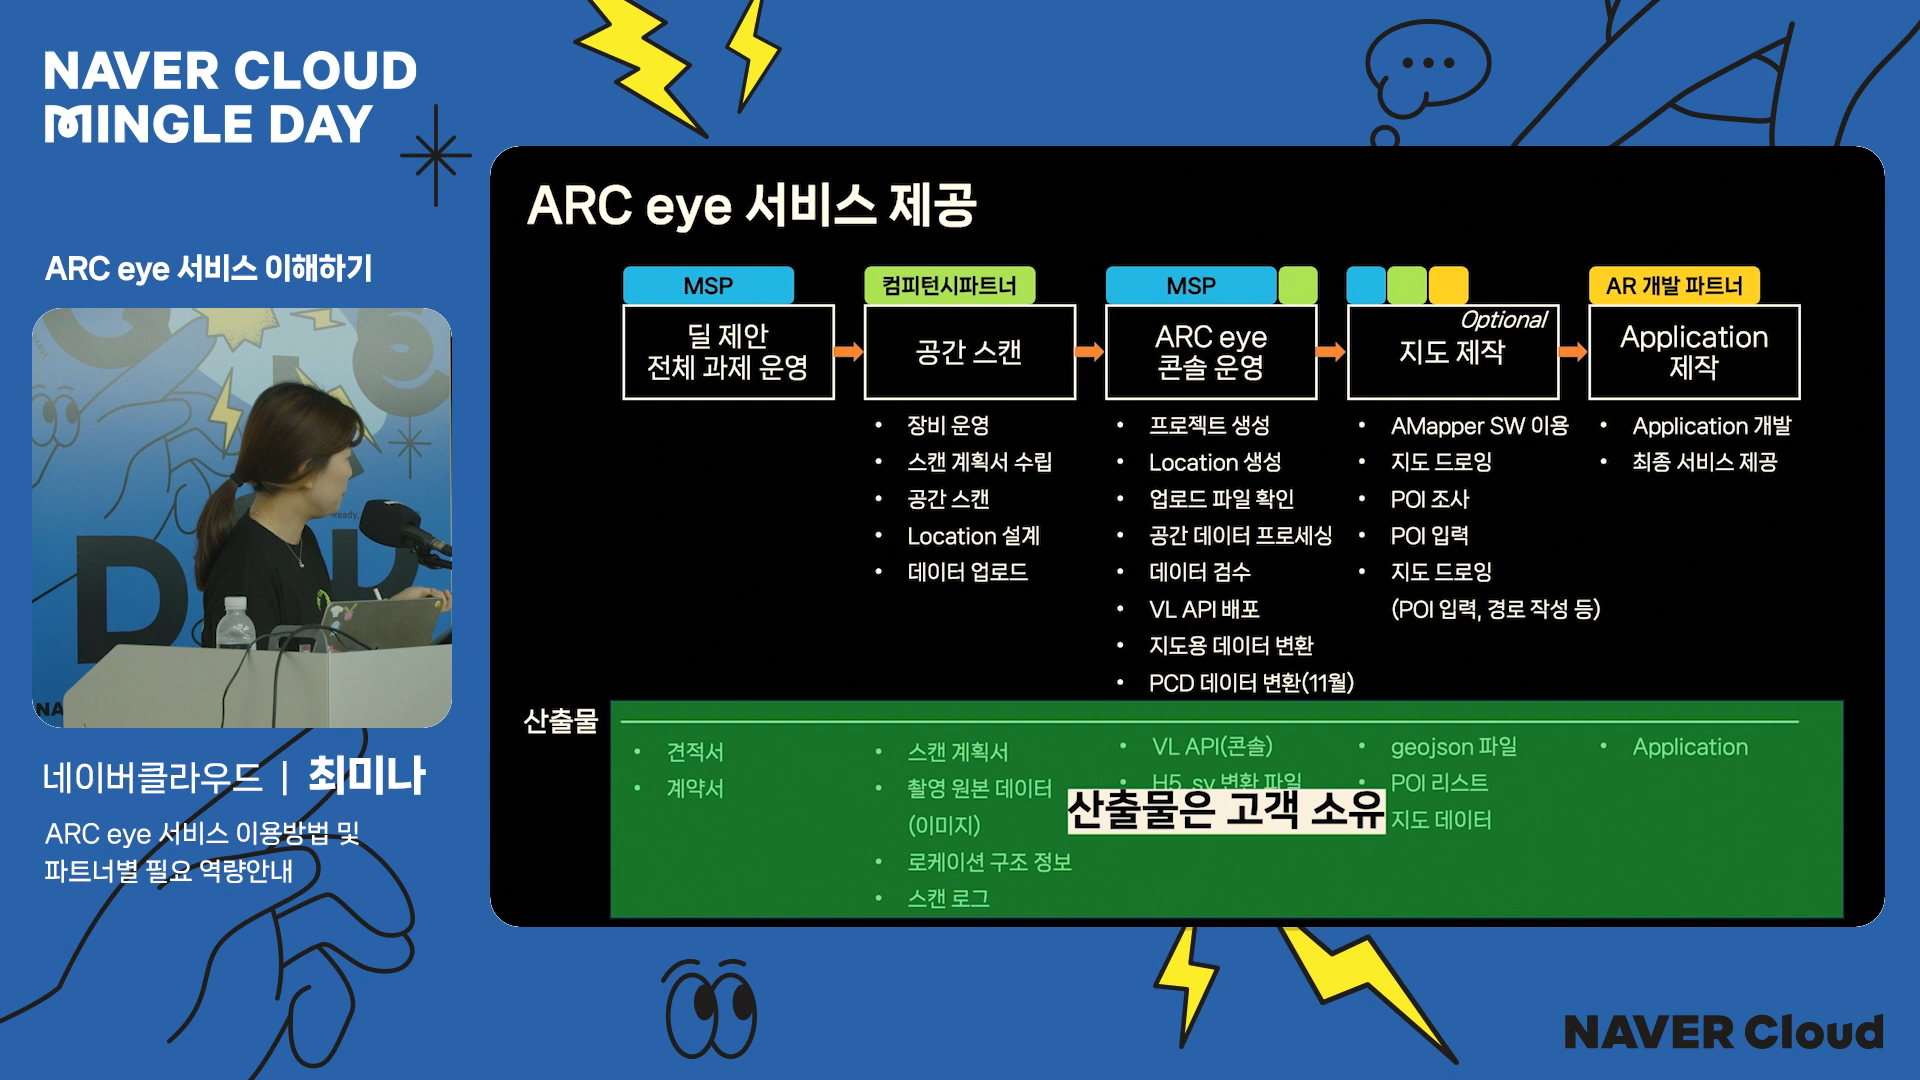 NAVER CLOUD
MINGLE DAY
ARC eye 서비스 이해하기
Ready,
네이버클라우드 | 최미나
ARC eye 서비스 이용방법 및
파트너별 필요 역량안내
ARC eye 서비스 제공
MSP
딜 제안
전체 과제 운영
컴피턴시파트너
공간 스캔
• 장비 운영
• 스캔 계획서 수립
• 공간 스캔
• Location 설계
• 데이터 업로드
MSP
ARC eye
콘솔 운영
• 프로젝트 생성
• Location 생성
• 업로드 파일 확인
• 공간 데이터 프로세싱
• 데이터 검수
• VL API 배포
• 지도용 데이터 변환
• PCD 데이터 변환(11월)
Optional
지도 제작
• AMapper SW 이용
• 지도 드로잉
• POI 조사
• POI 입력
• 지도 드로잉
(POI 입력, 경로 작성 등)
AR 개발 파트너
Application
제작
• Application 개발
• 최종 서비스 제공
산출물
• 견적서
• 계약서
• 스캔 계획서
• 촬영 원본 데이터
(이미지)
• 로케이션 구조 정보
• 스캔 로그
• VL API(콘솔)
• H5, sv 변환 파일
산출물은 고객 소유
• geojson 파일
• POI 리스트
지도 데이터
• Application
NAVER Cloud